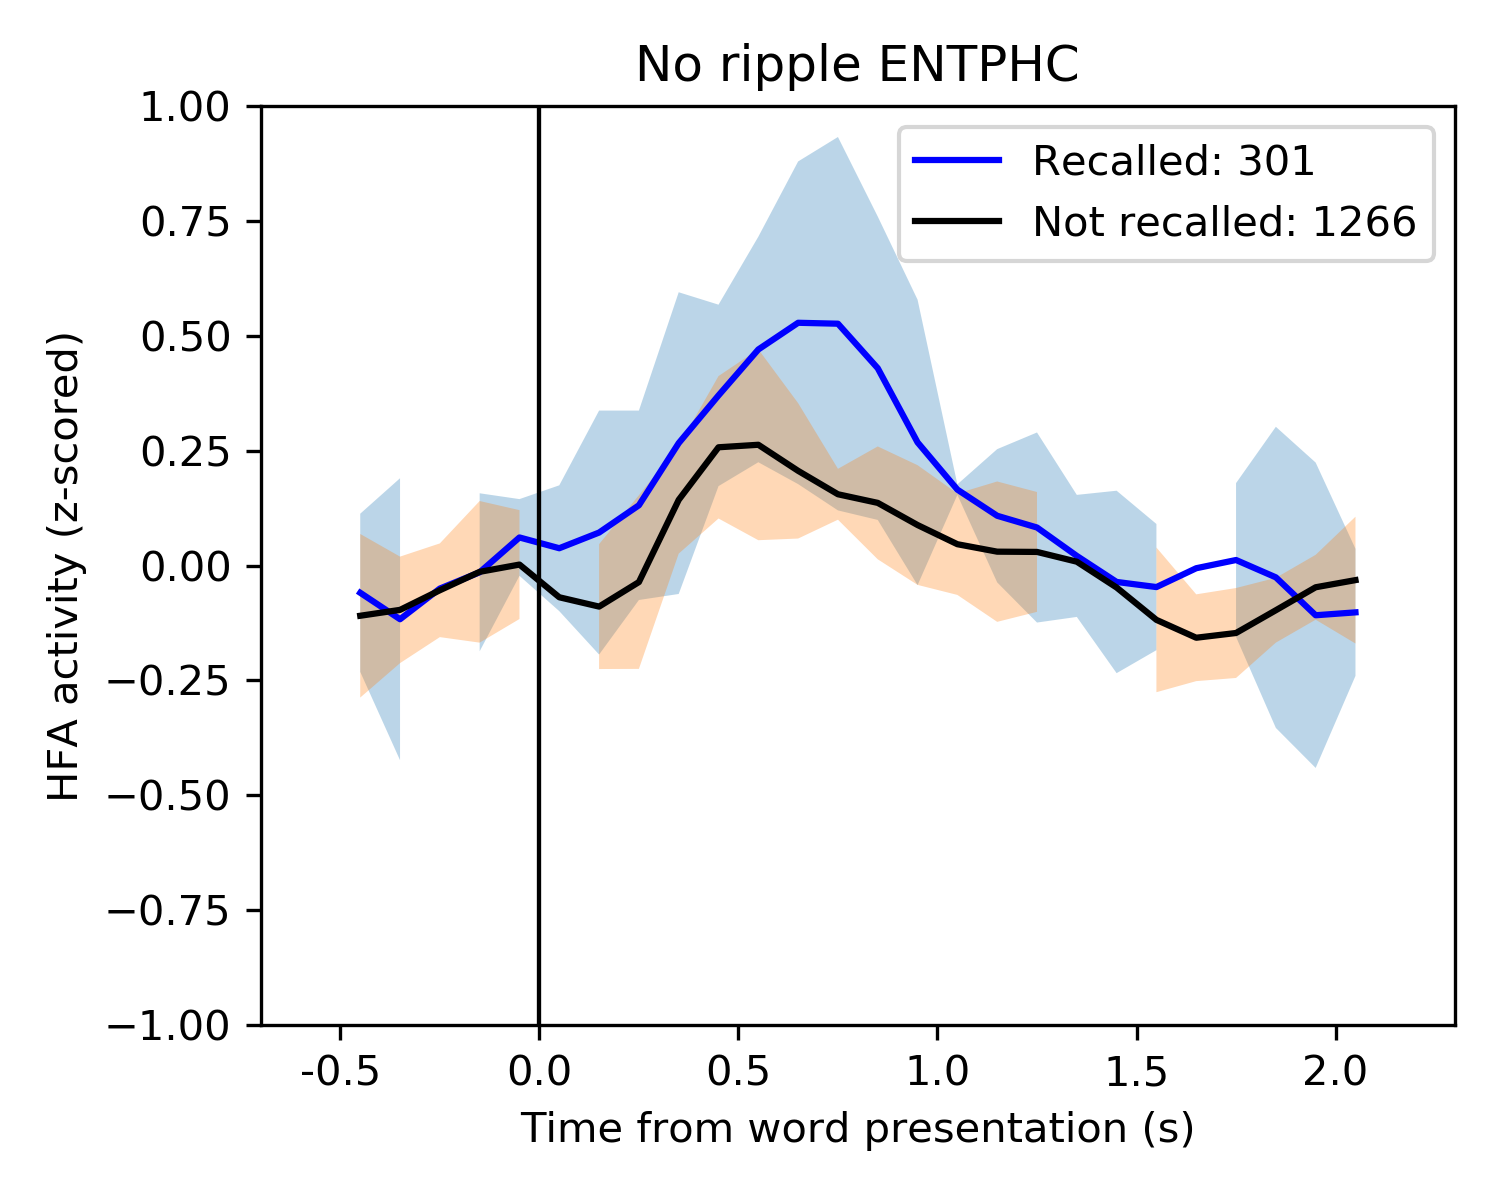 No ripple ENTPHC
1.00
0.75
0.50
0.25
0.00
−0.25
−0.50
−0.75
−1.00
HFA activity (z-scored)
Recalled: 301
Not recalled: 1266
-0.5 0.0 0.5 1.0 1.5 2.0
Time from word presentation (s)